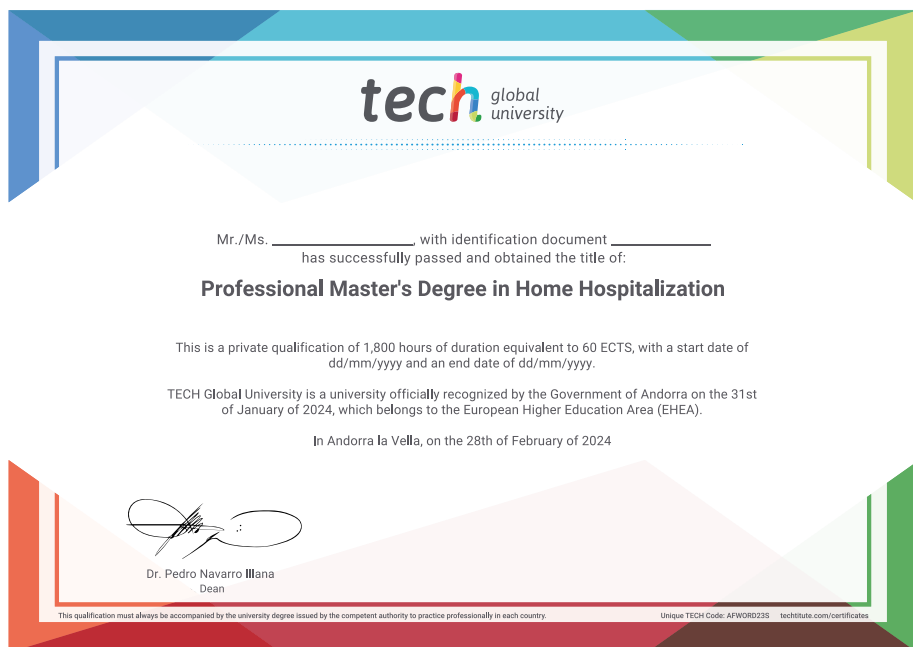 tech global university
Mr./Ms. ____________________, with identification document ______________
has successfully passed and obtained the title of:
Professional Master's Degree in Home Hospitalization
This is a private qualification of 1,800 hours of duration equivalent to 60 ECTS, with a start date of
dd/mm/yyyy and an end date of dd/mm/yyyy.
TECH Global University is a university officially recognized by the Government of Andorra on the 31st
of January of 2024, which belongs to the European Higher Education Area (EHEA).
In Andorra la Vella, on the 28th of February of 2024
Dr. Pedro Navarro Illana
Dean
This qualification must always be accompanied by the university degree issued by the competent authority to practice professionally in each country. Unique TECH Code: AFWORD23S techtitute.com/certificates